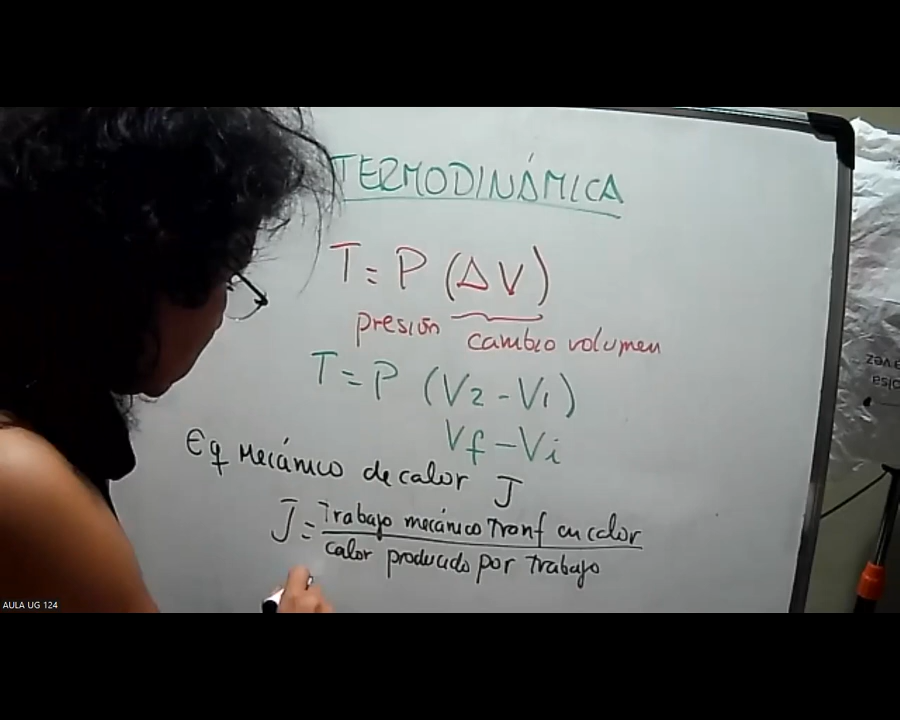 TERMODINÁMICA
T = P (ΔV)
presión cambio volumen
T = P (V2 - V1)
Vf - Vi
Eq Mecánico de calor J
J = Trabajo mecánico Tranf en calor
calor producido por Trabajo
AULA UG 124